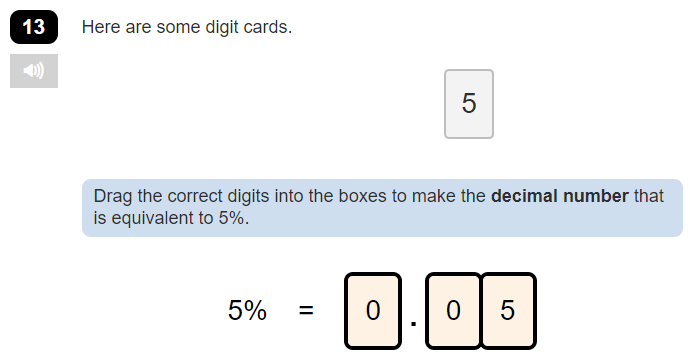 13 Here are some digit cards.
5
Drag the correct digits into the boxes to make the decimal number that
is equivalent to 5%.
5% = 0 . 0 5